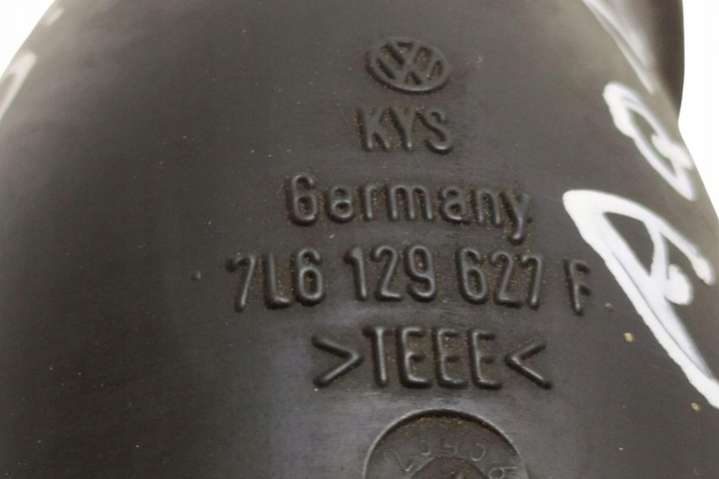 KYS
Germany
7L6 129 627 F
>TEEE<